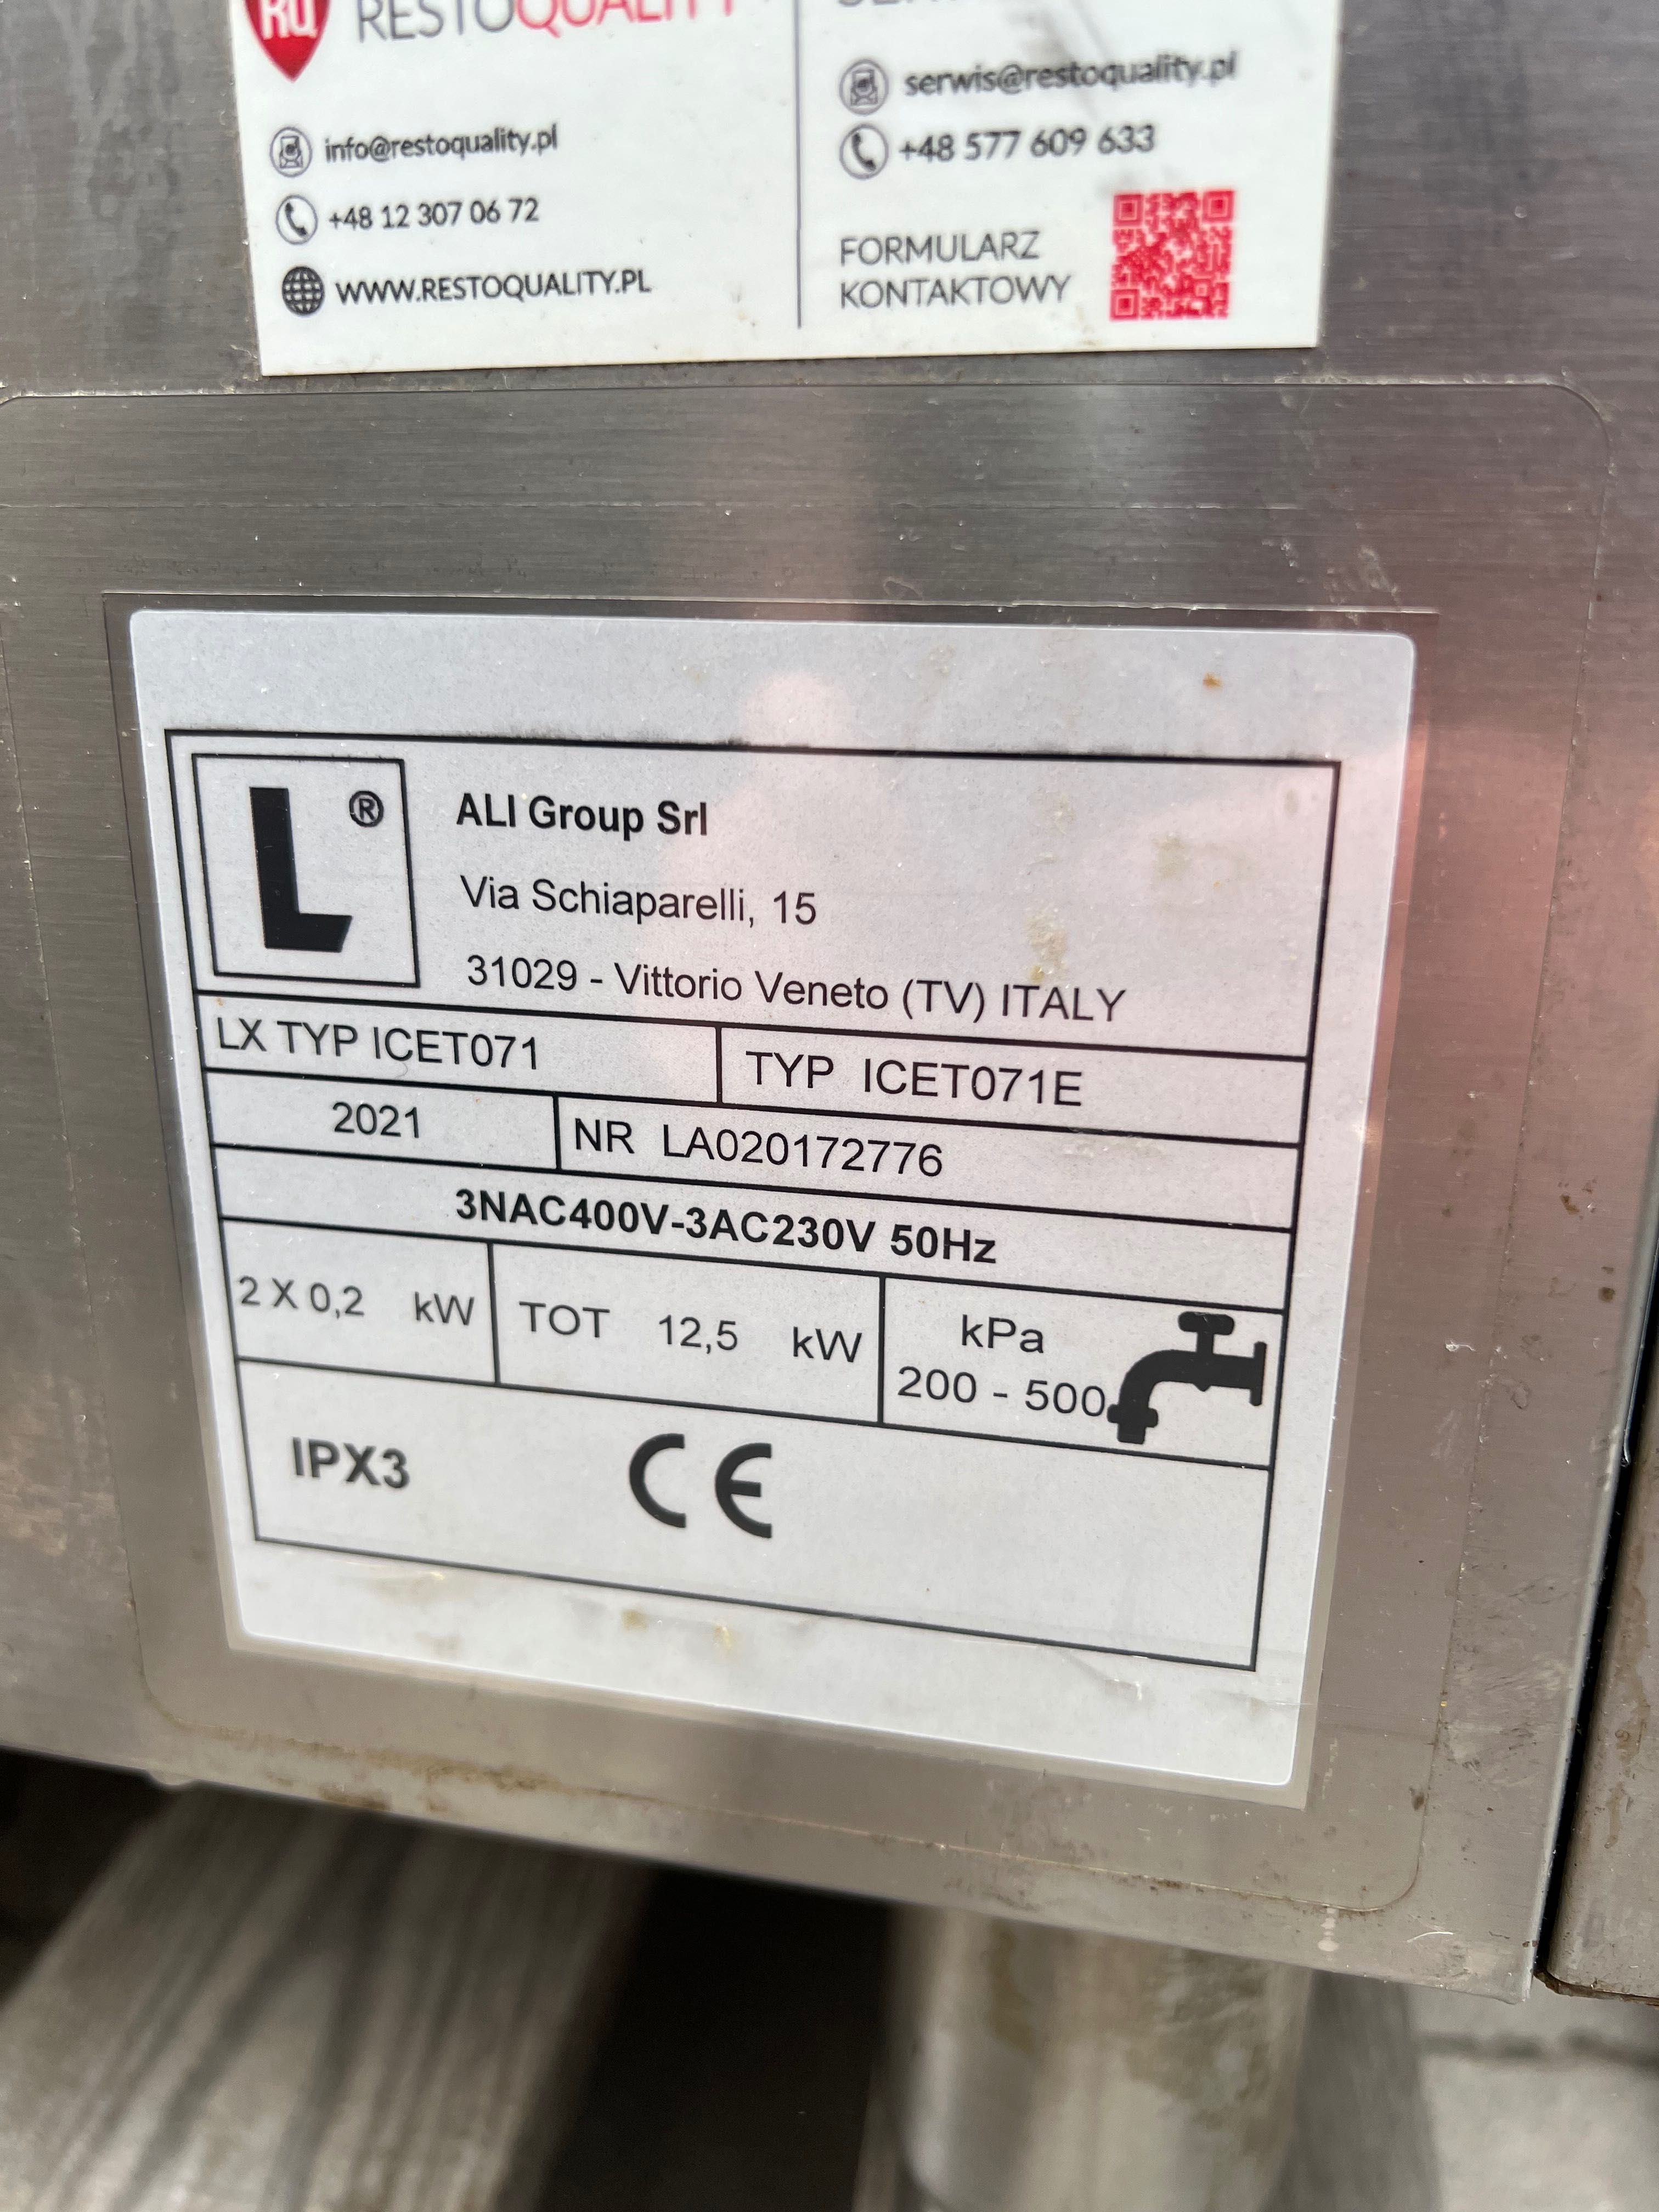 RQ RESTOQUALITY
info@restoquality.pl
+48 12 307 06 72
WWW.RESTOQUALITY.PL
serwis@restoquality.pl
+48 577 609 633
FORMULARZ
KONTAKTOWY
L®
ALI Group Srl
Via Schiaparelli, 15
31029 - Vittorio Veneto (TV) ITALY
LX TYP ICET071
TYP ICET071E
2021
NR LA020172776
3NAC400V-3AC230V 50Hz
2 X 0,2 kW
TOT 12,5 kW
kPa
200 - 500
IPX3
CE